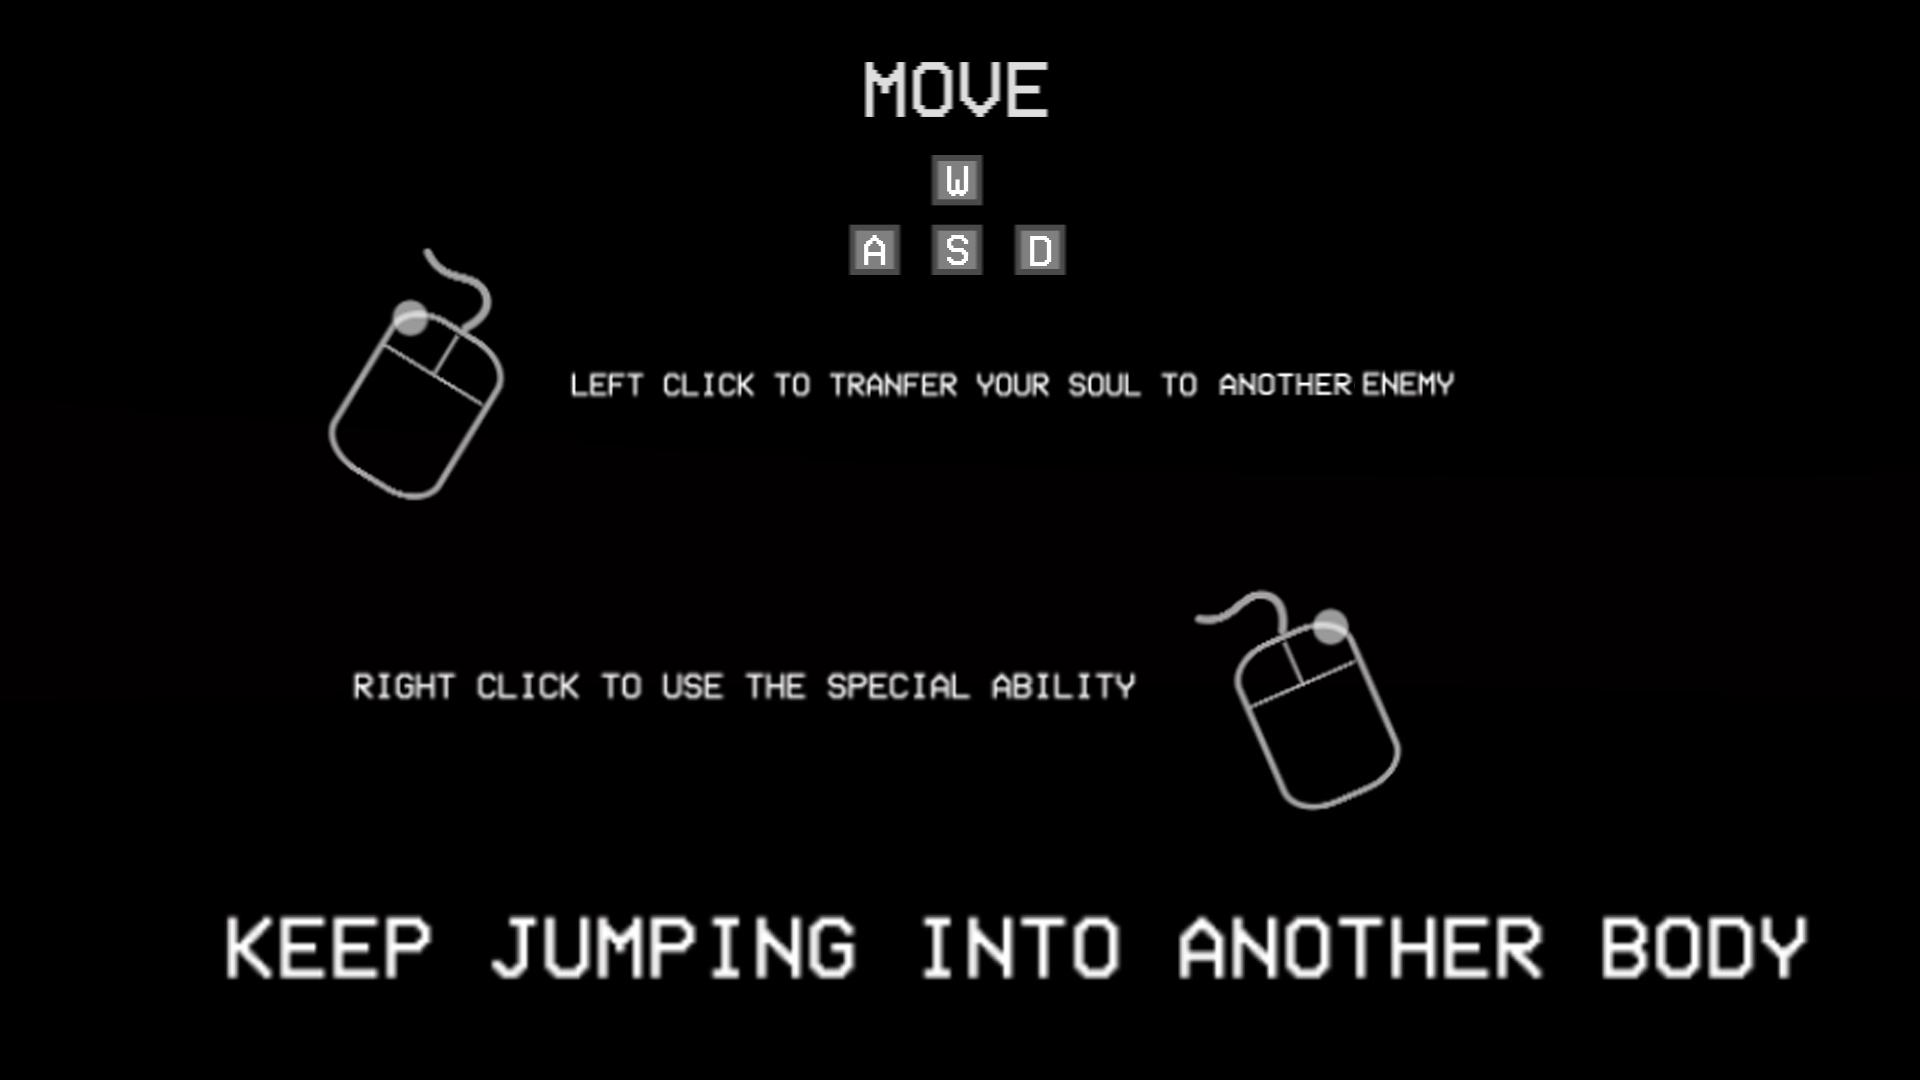 MOVE
W
A S D
LEFT CLICK TO TRANFER YOUR SOUL TO ANOTHER ENEMY
RIGHT CLICK TO USE THE SPECIAL ABILITY
KEEP JUMPING INTO ANOTHER BODY